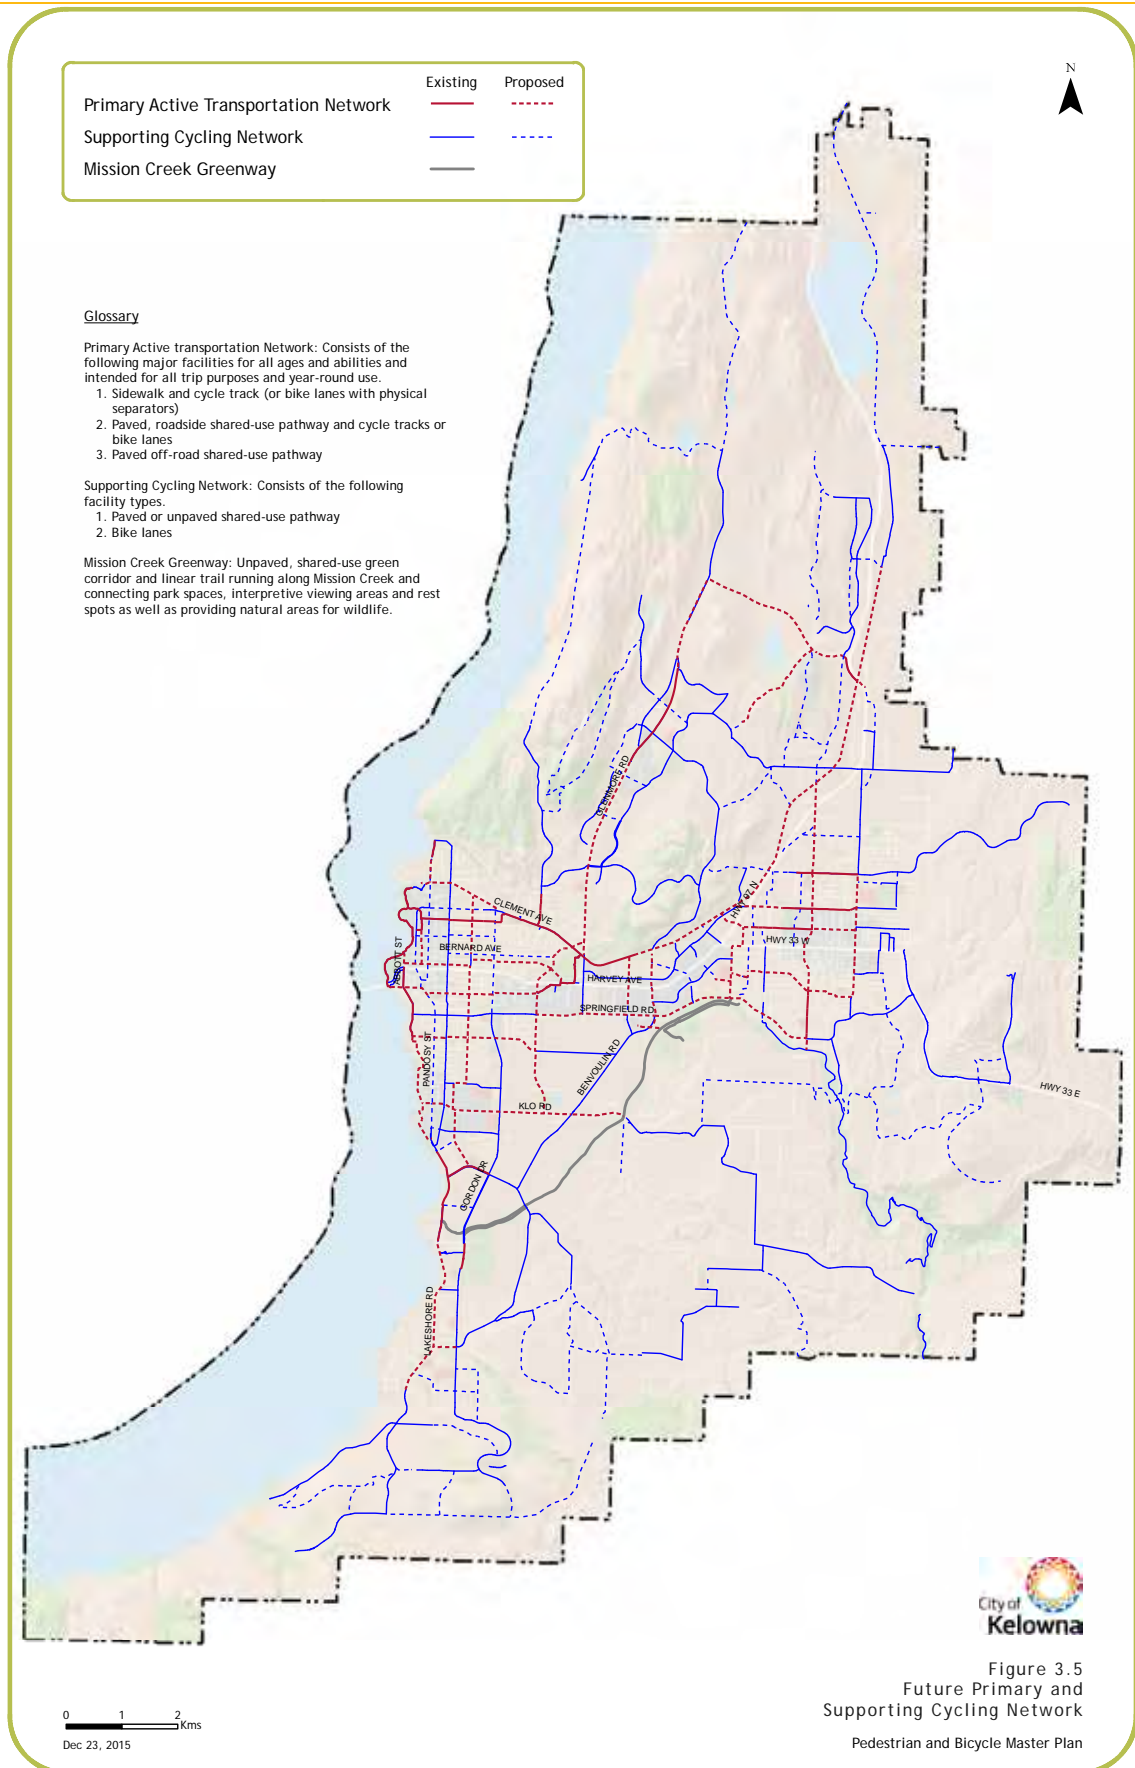 Existing Proposed
Primary Active Transportation Network
Supporting Cycling Network
Mission Creek Greenway
N
Glossary
Primary Active transportation Network: Consists of the
following major facilities for all ages and abilities and
intended for all trip purposes and year-round use.
1. Sidewalk and cycle track (or bike lanes with physical
separators)
2. Paved, roadside shared-use pathway and cycle tracks or
bike lanes
3. Paved off-road shared-use pathway
Supporting Cycling Network: Consists of the following
facility types.
1. Paved or unpaved shared-use pathway
2. Bike lanes
Mission Creek Greenway: Unpaved, shared-use green
corridor and linear trail running along Mission Creek and
connecting park spaces, interpretive viewing areas and rest
spots as well as providing natural areas for wildlife.
GLENMORE RD
CLEMENT AVE
HWY 97 N
ABBOTT ST
BERNARD AVE
HWY 33 W
HARVEY AVE
SPRINGFIELD RD
PANDOSY ST
BENVOULIN RD
HWY 33 E
KLO RD
GORDON DR
LAKESHORE RD
City of
Kelowna
Figure 3.5
Future Primary and
Supporting Cycling Network
Pedestrian and Bicycle Master Plan
0 1 2
Kms
Dec 23, 2015